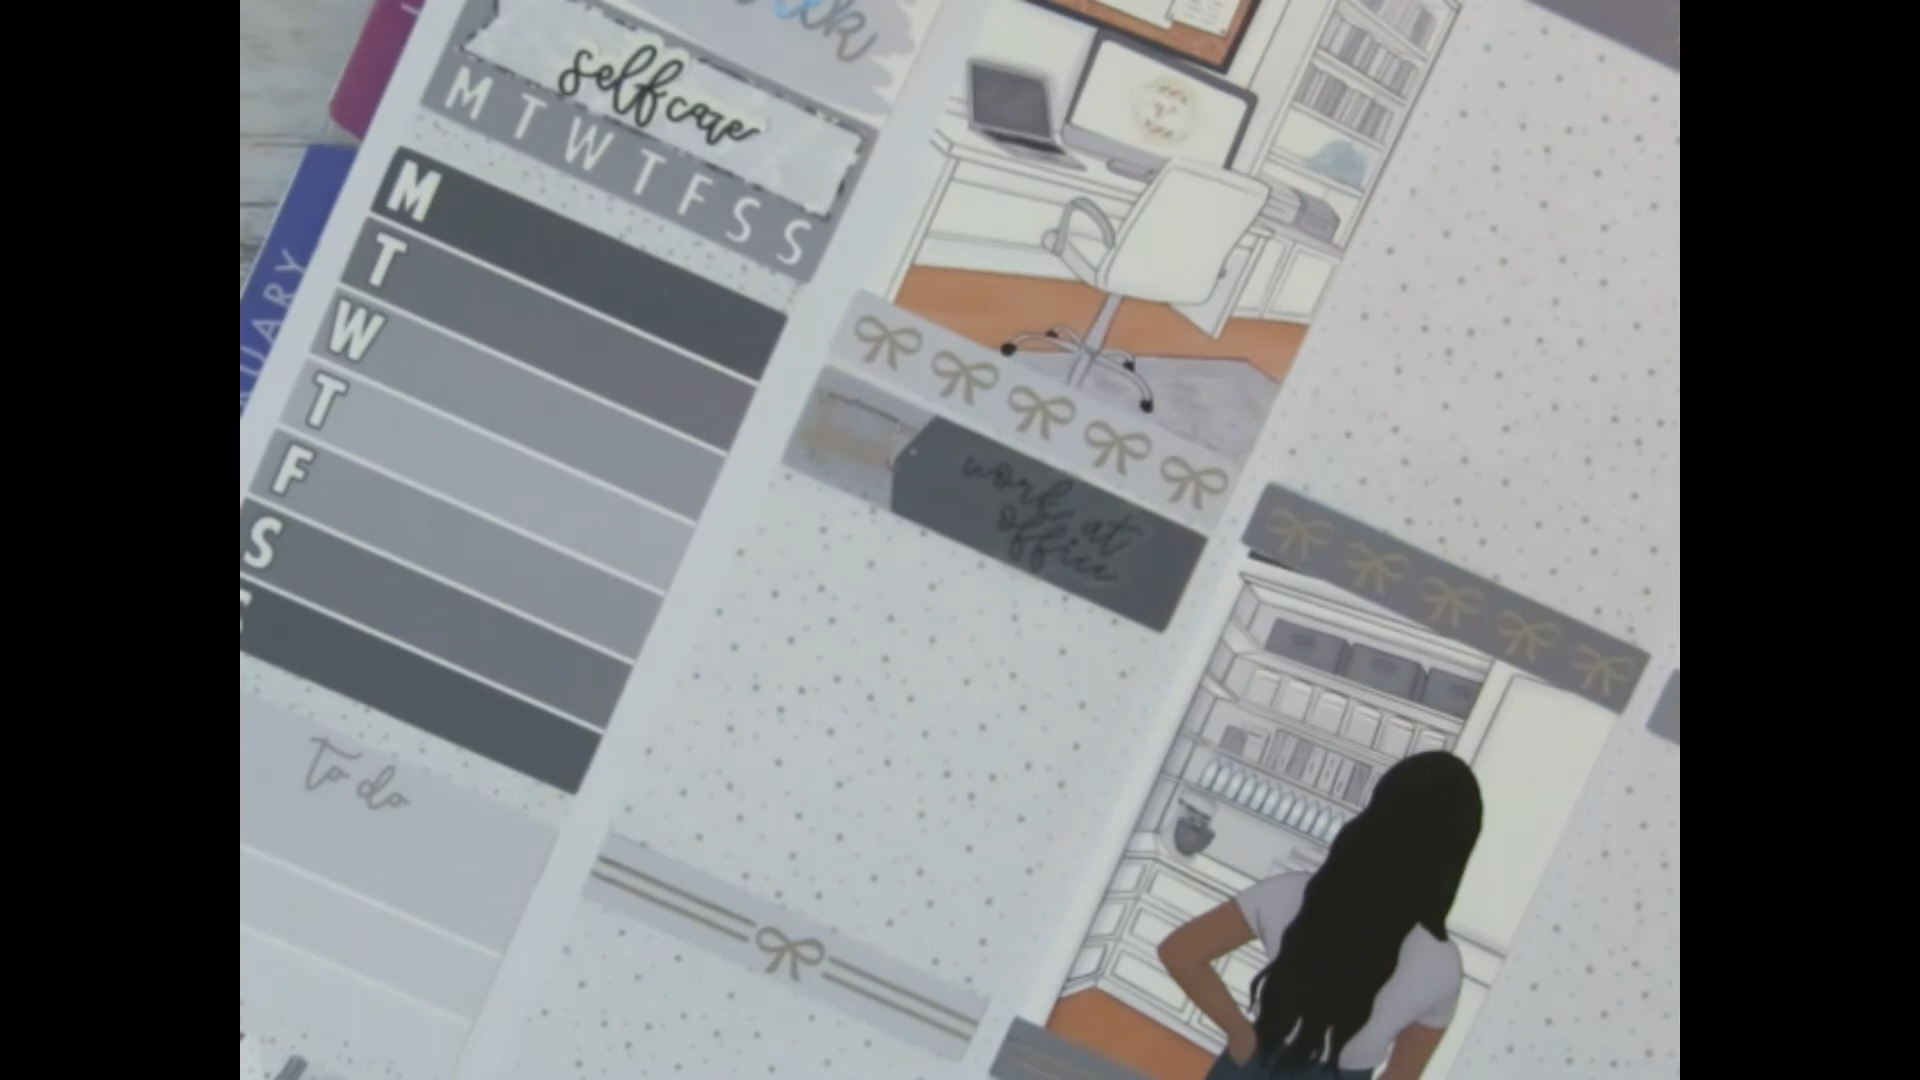 self care
M T W T F S S
M
T
W
T
F
S
work at
office
to do